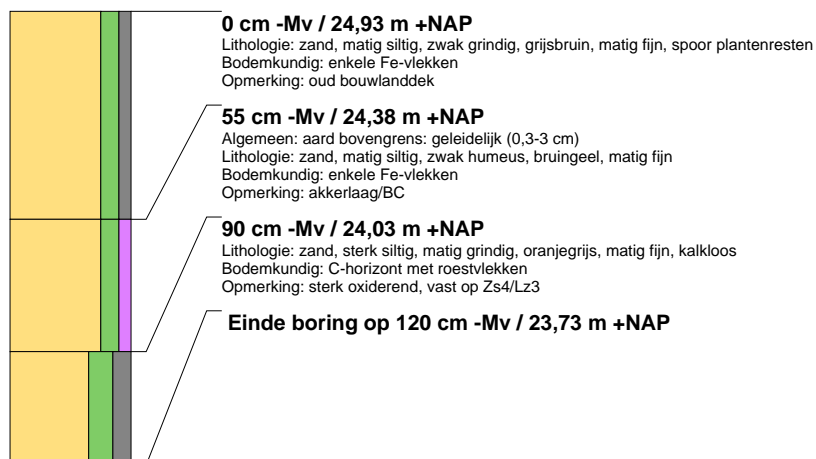 0 cm -Mv / 24,93 m +NAP
Lithologie: zand, matig siltig, zwak grindig, grijsbruin, matig fijn, spoor plantenresten
Bodemkundig: enkele Fe-vlekken
Opmerking: oud bouwlanddek
55 cm -Mv / 24,38 m +NAP
Algemeen: aard bovengrens: geleidelijk (0,3-3 cm)
Lithologie: zand, matig siltig, zwak humeus, bruingeel, matig fijn
Bodemkundig: enkele Fe-vlekken
Opmerking: akkerlaag/BC
90 cm -Mv / 24,03 m +NAP
Lithologie: zand, sterk siltig, matig grindig, oranjegrijs, matig fijn, kalkloos
Bodemkundig: C-horizont met roestvlekken
Opmerking: sterk oxiderend, vast op Zs4/Lz3
Einde boring op 120 cm -Mv / 23,73 m +NAP